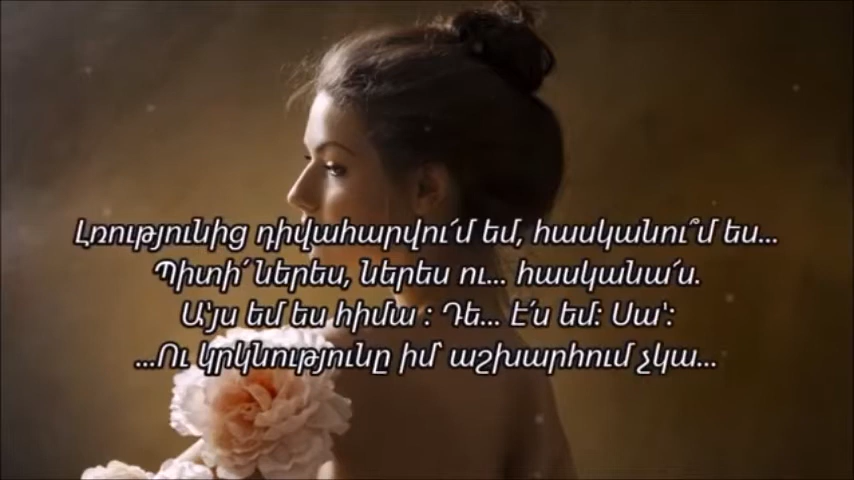 Լռությունից դիվահարվու՜մ եմ, հասկանու՞մ ես...
Պիտի՛ ներես, ներես ու... հասկանա՛ս.
Ա՛յս եմ ես հիմա : Դե... Է՛ս եմ: Սա՛:
...Ու կրկնությունը իմ՝ աշխարհում չկա...